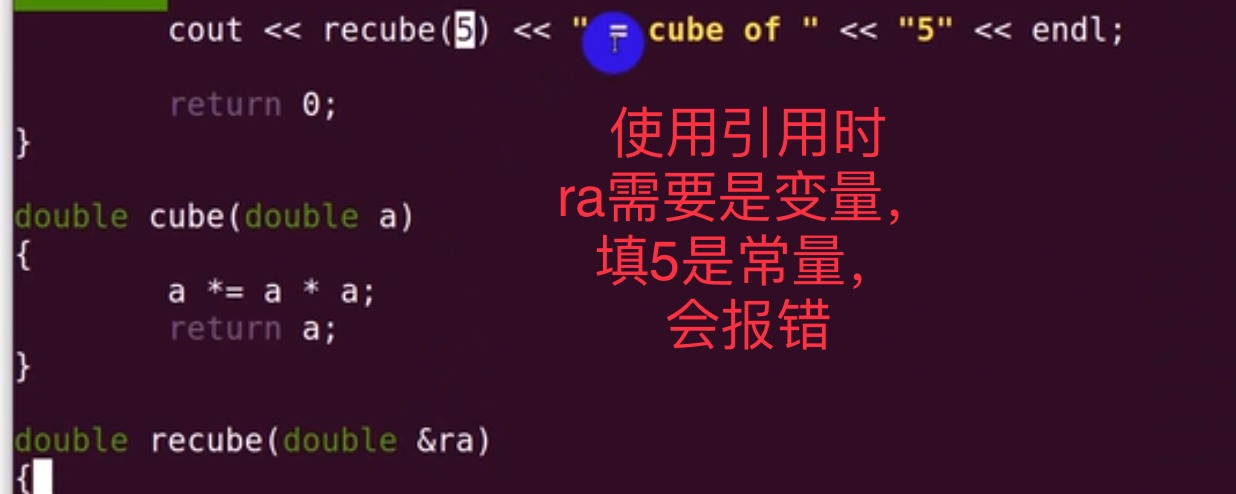 cout << recube(5) << " = cube of " << "5" << endl;
return 0;
}
使用引用时
ra需要是变量，
填5是常量，
会报错
double cube(double a)
{
a *= a * a;
return a;
}
double recube(double &ra)
{